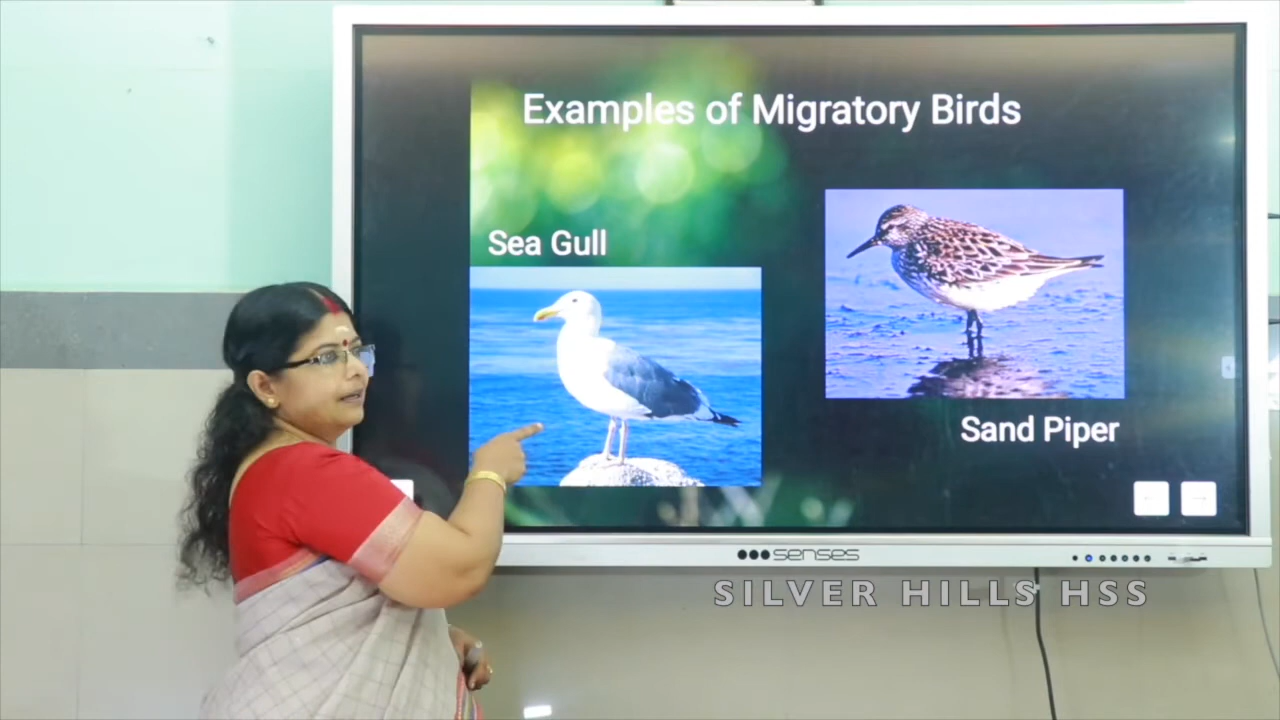 Examples of Migratory Birds
Sea Gull
Sand Piper
senses
SILVER HILLS HSS